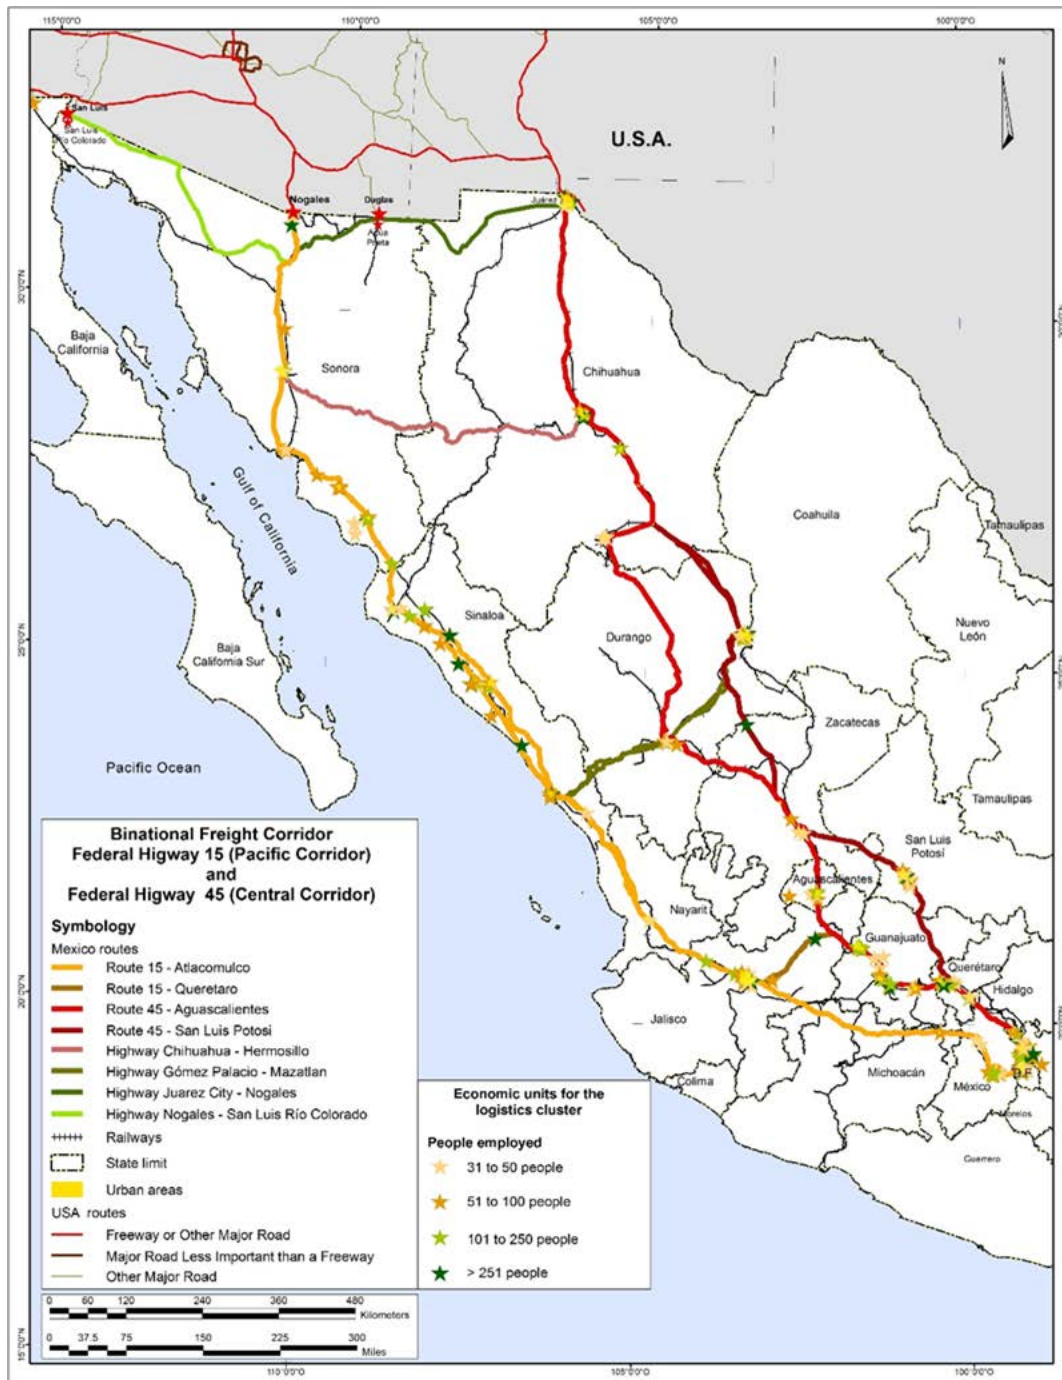 115°0'0"O
110°0'0"O
105°0'0"O
100°0'0"O
N
San Luis
San Luis
Río Colorado
U.S.A.
Nogales
Duglas
Juárez
Agua
Prieta
30°0'0"N
Baja
California
Sonora
Chihuahua
Gulf of California
Coahuila
Tamaulipas
Sinaloa
Durango
Nuevo
León
25°0'0"N
Baja
California Sur
Zacatecas
Pacific Ocean
Tamaulipas
San Luis
Potosí
Aguascalientes
Nayarit
Guanajuato
Querétaro
Hidalgo
20°0'0"N
Jalisco
Michoacán
D.F.
México
Colima
Morelos
Guerrero
Binational Freight Corridor
Federal Higway 15 (Pacific Corridor)
and
Federal Higway 45 (Central Corridor)
Symbology
Mexico routes
Route 15 - Atlacomulco
Route 15 - Queretaro
Route 45 - Aguascalientes
Route 45 - San Luis Potosi
Highway Chihuahua - Hermosillo
Highway Gómez Palacio - Mazatlan
Highway Juarez City - Nogales
Highway Nogales - San Luis Río Colorado
Railways
State limit
Urban areas
USA routes
Freeway or Other Major Road
Major Road Less Important than a Freeway
Other Major Road
0 60 120 240 360 480
Kilometers
0 37.5 75 150 225 300
Miles
Economic units for the
logistics cluster
People employed
31 to 50 people
51 to 100 people
101 to 250 people
> 251 people
15°0'0"N
110°0'0"O
105°0'0"O
100°0'0"O